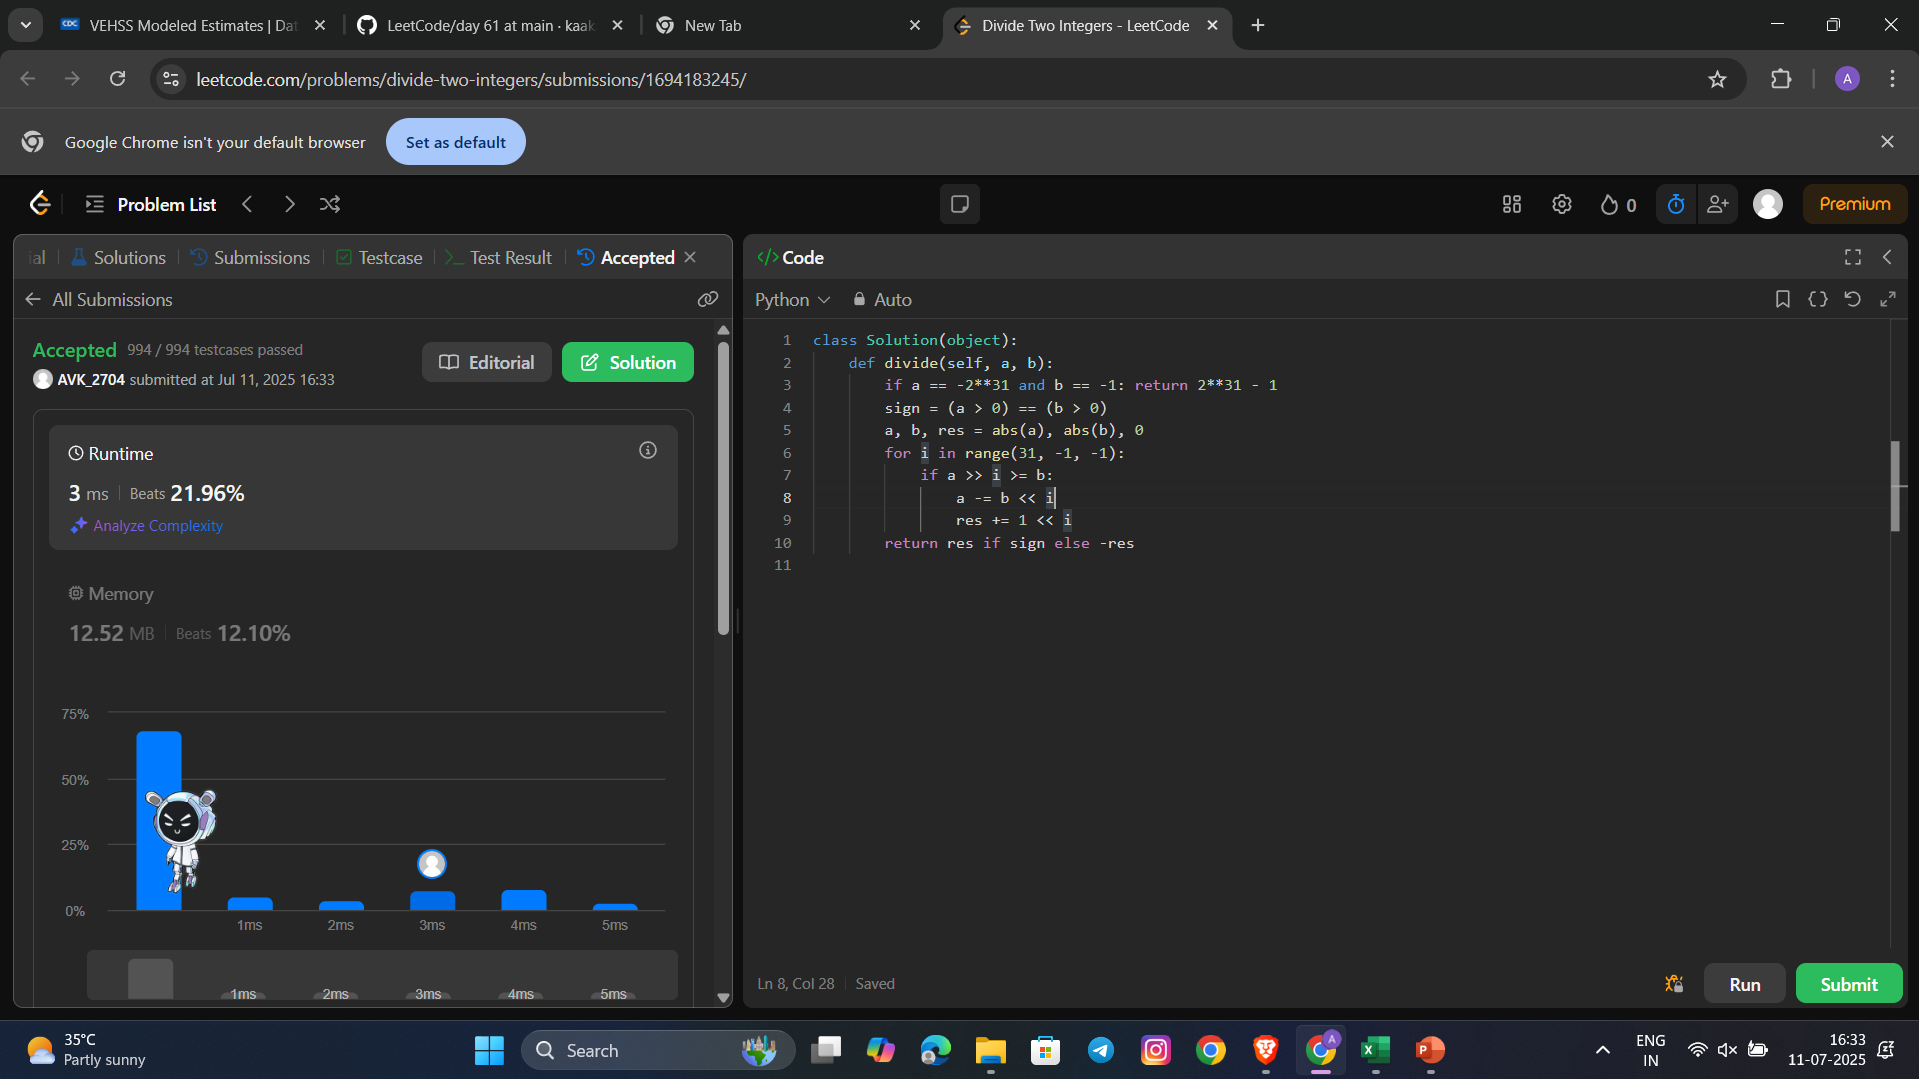 VEHSS Modeled Estimates | Dat
LeetCode/day 61 at main · kaak
New Tab
Divide Two Integers - LeetCode
leetcode.com/problems/divide-two-integers/submissions/1694183245/
A
Google Chrome isn't your default browser
Set as default
Problem List
0
Premium
ial
Solutions
Submissions
Testcase
Test Result
Accepted
</> Code
All Submissions
Python
Auto
Accepted 994 / 994 testcases passed
AVK_2704 submitted at Jul 11, 2025 16:33
Editorial
Solution
Runtime
3 ms
Beats 21.96%
Analyze Complexity
Memory
12.52 MB
Beats 12.10%
75%
50%
25%
0%
1ms 2ms 3ms 4ms 5ms
1ms 2ms 3ms 4ms 5ms
1 class Solution(object):
2 def divide(self, a, b):
3 if a == -2**31 and b == -1: return 2**31 - 1
4 sign = (a > 0) == (b > 0)
5 a, b, res = abs(a), abs(b), 0
6 for i in range(31, -1, -1):
7 if a >> i >= b:
8 a -= b << i
9 res += 1 << i
10 return res if sign else -res
11
Ln 8, Col 28
Saved
Run
Submit
35°C
Partly sunny
Search
ENG
IN
16:33
11-07-2025